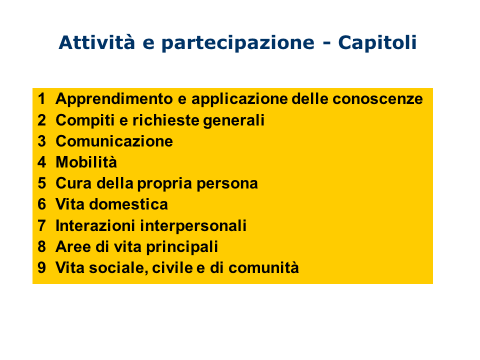 Attività e partecipazione - Capitoli
1 Apprendimento e applicazione delle conoscenze
2 Compiti e richieste generali
3 Comunicazione
4 Mobilità
5 Cura della propria persona
6 Vita domestica
7 Interazioni interpersonali
8 Aree di vita principali
9 Vita sociale, civile e di comunità